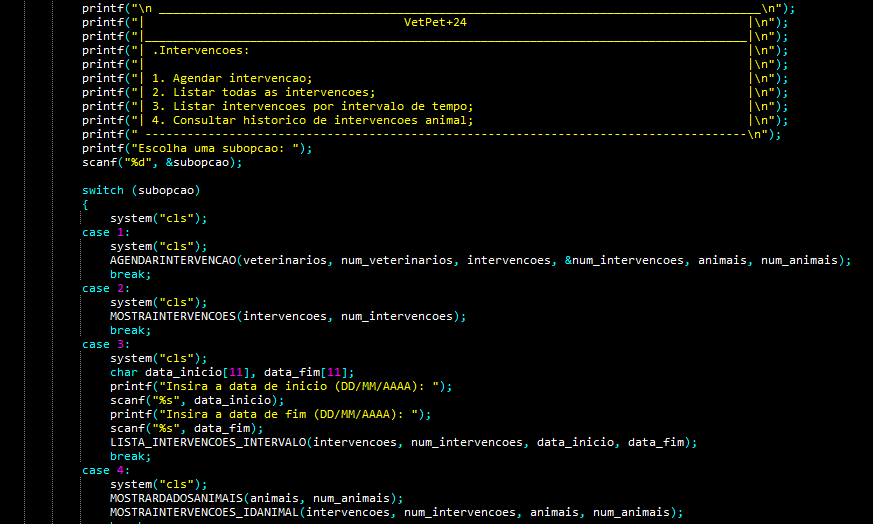 printf("\n ______________________________________________________________________________________\n");
printf("|                                     VetPet+24                                        |\n");
printf("|______________________________________________________________________________________|\n");
printf("| .Intervencoes:                                                                       |\n");
printf("|                                                                                      |\n");
printf("| 1. Agendar intervencao;                                                              |\n");
printf("| 2. Listar todas as intervencoes;                                                     |\n");
printf("| 3. Listar intervencoes por intervalo de tempo;                                       |\n");
printf("| 4. Consultar historico de intervencoes animal;                                       |\n");
printf(" --------------------------------------------------------------------------------------\n");
printf("Escolha uma subopcao: ");
scanf("%d", &subopcao);
switch (subopcao)
{
    system("cls");
case 1:
    system("cls");
    AGENDARINTERVENCAO(veterinarios, num_veterinarios, intervencoes, &num_intervencoes, animais, num_animais);
    break;
case 2:
    system("cls");
    MOSTRAINTERVENCOES(intervencoes, num_intervencoes);
    break;
case 3:
    system("cls");
    char data_inicio[11], data_fim[11];
    printf("Insira a data de inicio (DD/MM/AAAA): ");
    scanf("%s", data_inicio);
    printf("Insira a data de fim (DD/MM/AAAA): ");
    scanf("%s", data_fim);
    LISTA_INTERVENCOES_INTERVALO(intervencoes, num_intervencoes, data_inicio, data_fim);
    break;
case 4:
    system("cls");
    MOSTRARDADOSANIMAIS(animais, num_animais);
    MOSTRAINTERVENCOES_IDANIMAL(intervencoes, num_intervencoes, animais, num_animais);